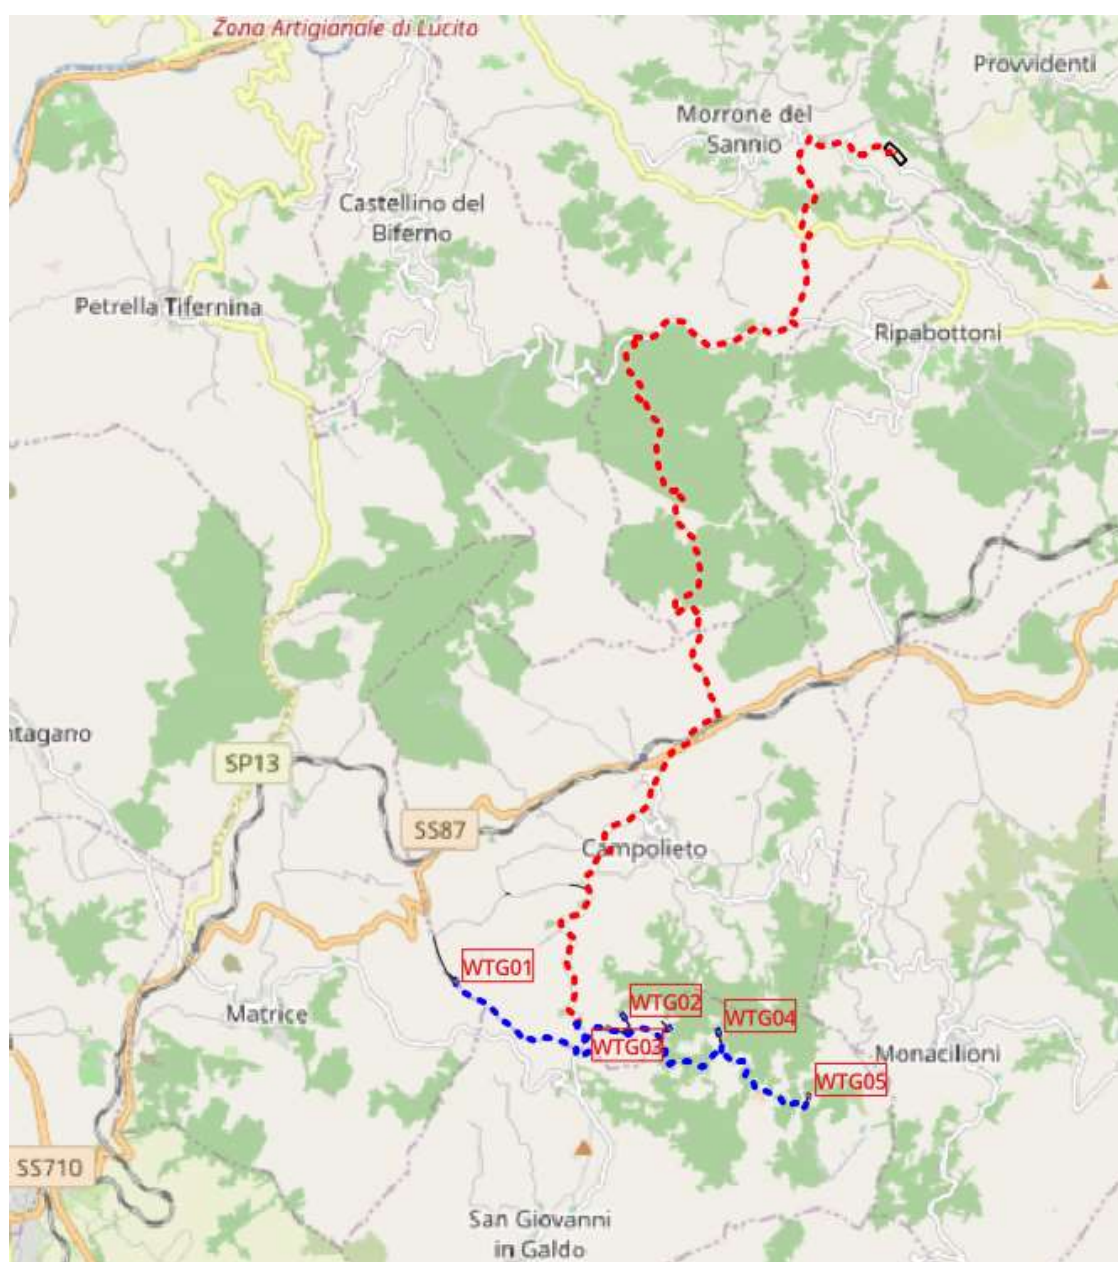 Zona Artigianale di Lucito
Provvidenti
Morrone del
Sannio
Castellino del
Biferno
Petrella Tifernina
Ripabottoni
ntagano
SP13
SS87
Campolieto
WTG01
WTG02
Matrice
WTG04
WTG03
Monacilioni
WTG05
SS710
San Giovanni
in Galdo